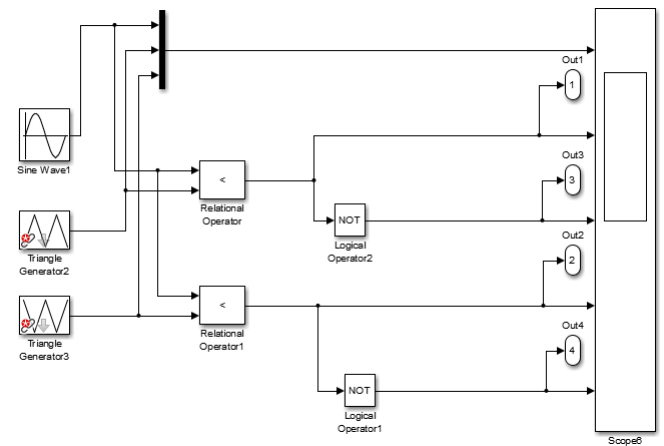 Out1
1
Sine Wave1
<
Relational
Operator
Out3
3
NOT
Logical
Operator2
Triangle
Generator2
Out2
2
<
Relational
Operator1
Triangle
Generator3
Out4
4
NOT
Logical
Operator1
Scope6